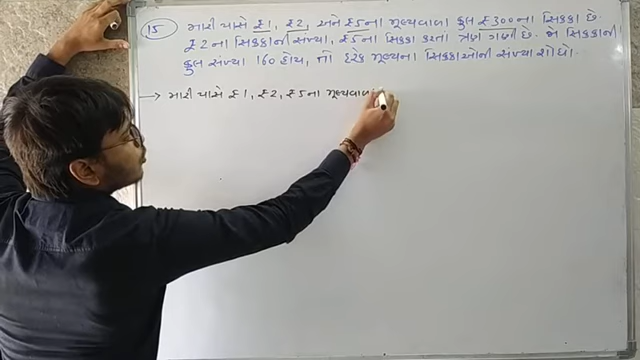 15 મારી પાસે ₹1, ₹2, અને ₹5ના મૂલ્યવાળા કુલ ₹300ના સિક્કા છે.
₹2ના સિક્કાની સંખ્યા, ₹5ના સિક્કા કરતા ત્રણ ગણી છે. જો સિક્કાની
કુલ સંખ્યા 160 હોય, તો દરેક મૂલ્યના સિક્કાઓની સંખ્યા શોધો.
→ મારી પાસે ₹1, ₹2, ₹5ના મૂલ્યવાળા